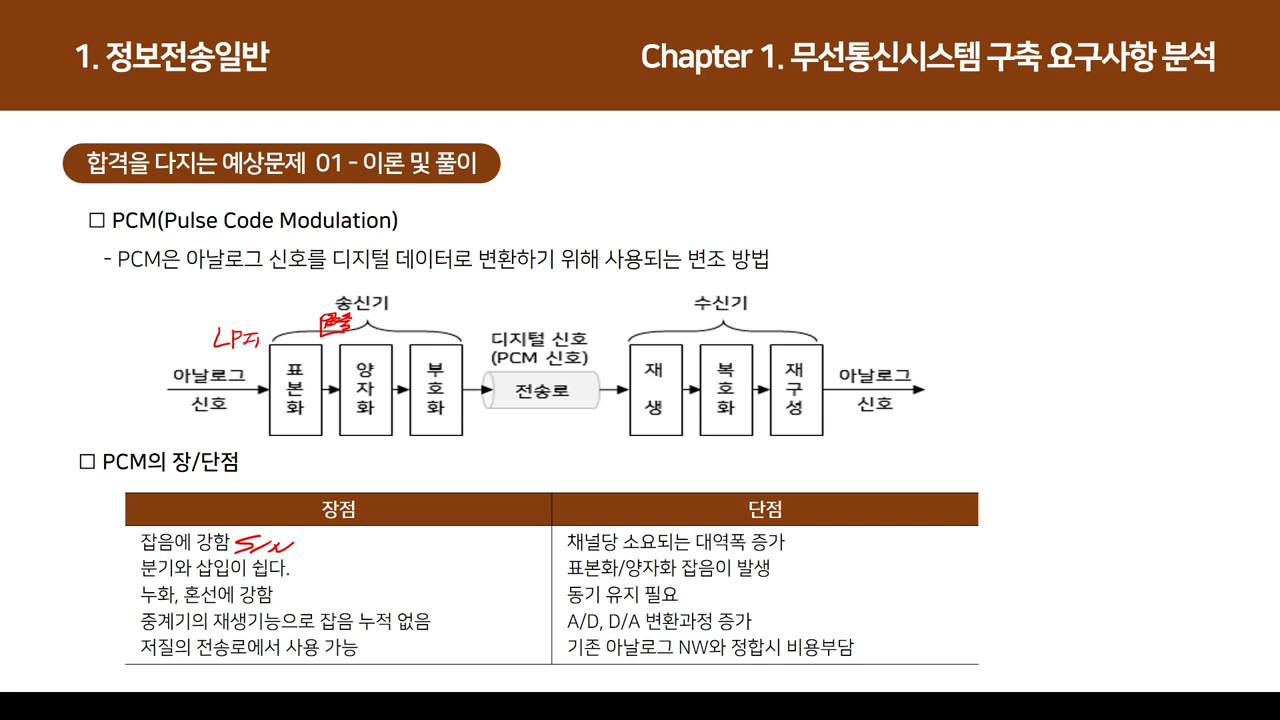 1. 정보전송일반
Chapter 1. 무선통신시스템 구축 요구사항 분석
합격을 다지는 예상문제 01 - 이론 및 풀이
□ PCM(Pulse Code Modulation)
- PCM은 아날로그 신호를 디지털 데이터로 변환하기 위해 사용되는 변조 방법
송신기
수신기
아날로그
신호
표본화
양자화
부호화
디지털 신호
(PCM 신호)
전송로
재생
복호화
재구성
아날로그
신호
□ PCM의 장/단점
장점
단점
잡음에 강함 S/N
채널당 소요되는 대역폭 증가
분기와 삽입이 쉽다.
표본화/양자화 잡음이 발생
누화, 혼선에 강함
동기 유지 필요
중계기의 재생기능으로 잡음 누적 없음
A/D, D/A 변환과정 증가
저질의 전송로에서 사용 가능
기존 아날로그 NW와 정합시 비용부담